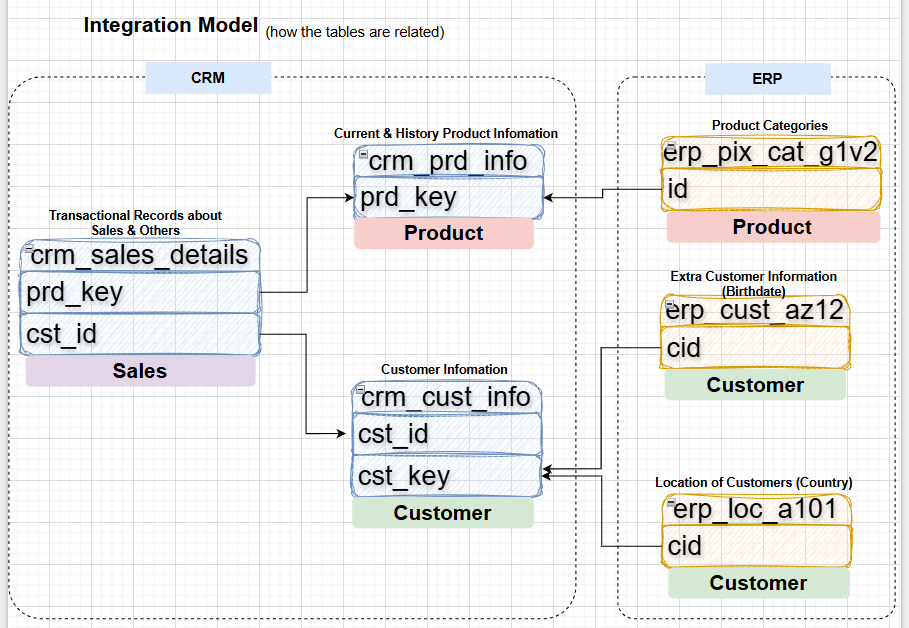 Integration Model (how the tables are related)
CRM
ERP
Current & History Product Infomation
crm_prd_info
prd_key
Product
Product Categories
erp_pix_cat_g1v2
id
Product
Transactional Records about
Sales & Others
crm_sales_details
prd_key
cst_id
Sales
Extra Customer Information
(Birthdate)
erp_cust_az12
cid
Customer
Customer Infomation
crm_cust_info
cst_id
cst_key
Customer
Location of Customers (Country)
erp_loc_a101
cid
Customer